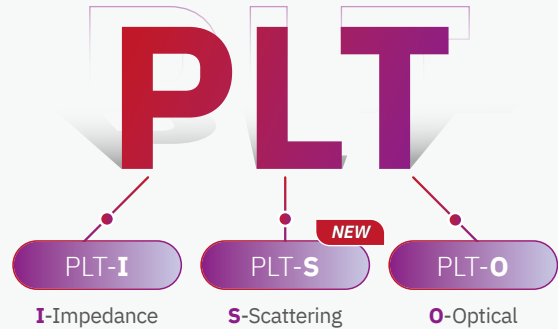 PLT
NEW
PLT-I
PLT-S
PLT-O
I-Impedance
S-Scattering
O-Optical